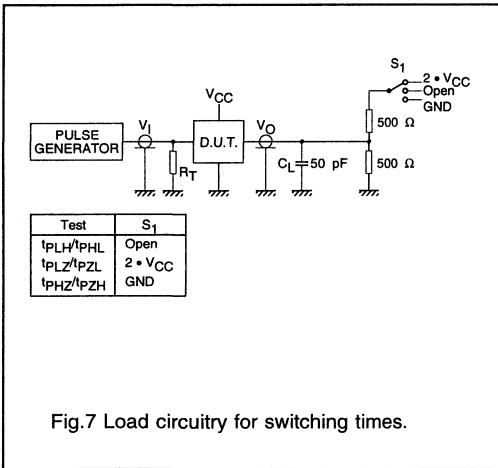 S1
2 • VCC
Open
GND
VCC
PULSE
GENERATOR
VI
D.U.T.
VO
RT
CL
50 pF
500 Ω
500 Ω
Test S1
tPLH/tPHL Open
tPLZ/tPZL 2 • VCC
tPHZ/tPZH GND
Fig.7 Load circuitry for switching times.